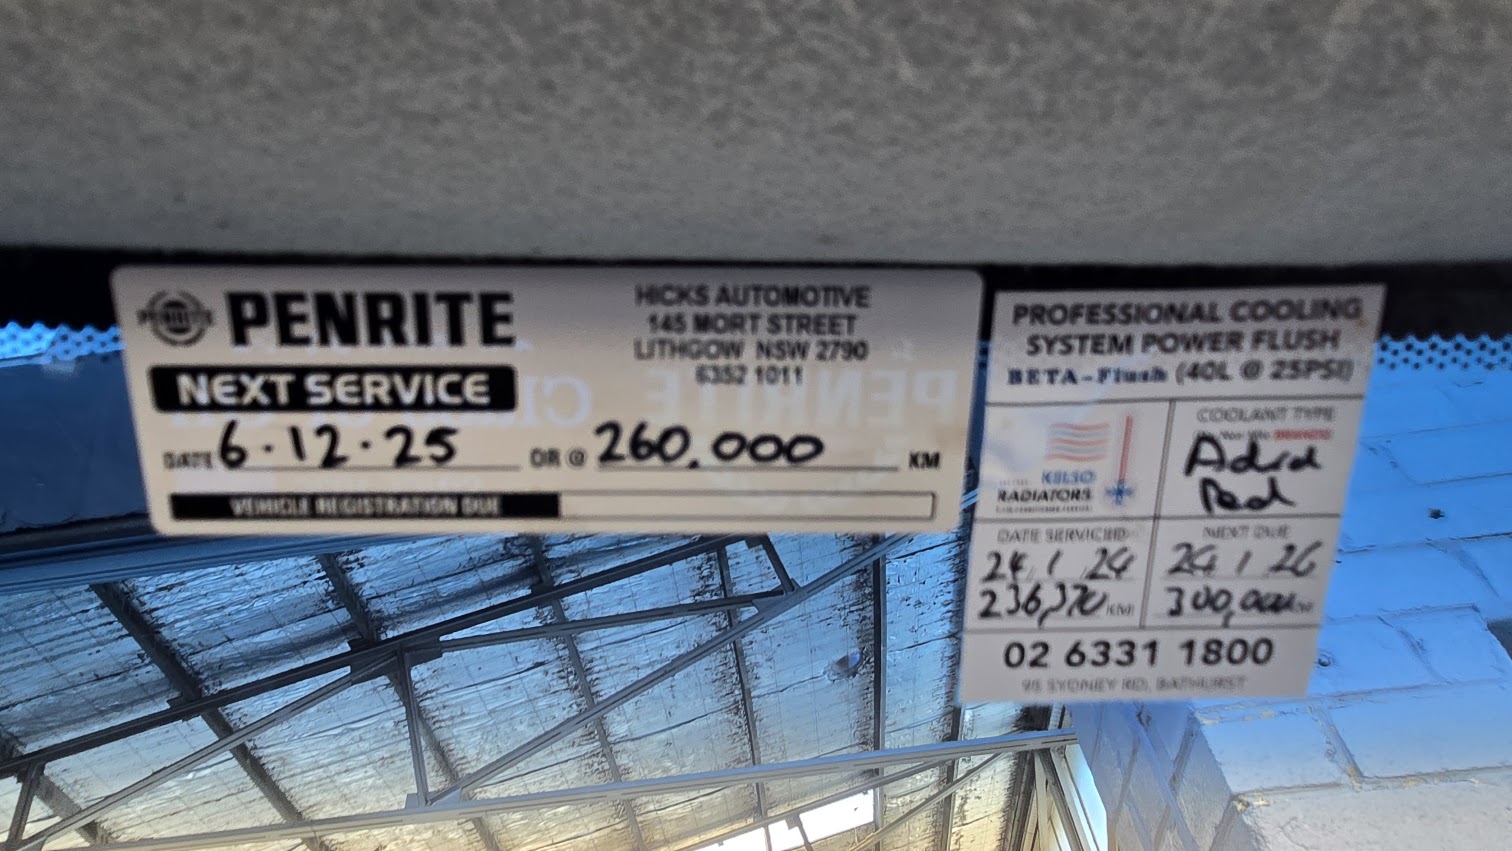 PENRITE
NEXT SERVICE
HICKS AUTOMOTIVE
145 MORT STREET
LITHGOW NSW 2790
6352 1011
DATE 6.12.25 OR @ 260,000 KM
VEHICLE REGISTRATION DUE
PROFESSIONAL COOLING
SYSTEM POWER FLUSH
BETA-Flush (40L @ 25PSI)
KELSO
RADIATORS
COOLANT TYPE
Red
DATE SERVICED
24/1/24
236,370 KM
NEXT DUE
24/1/26
300,000 KM
02 6331 1800
95 SYDNEY RD, BATHURST